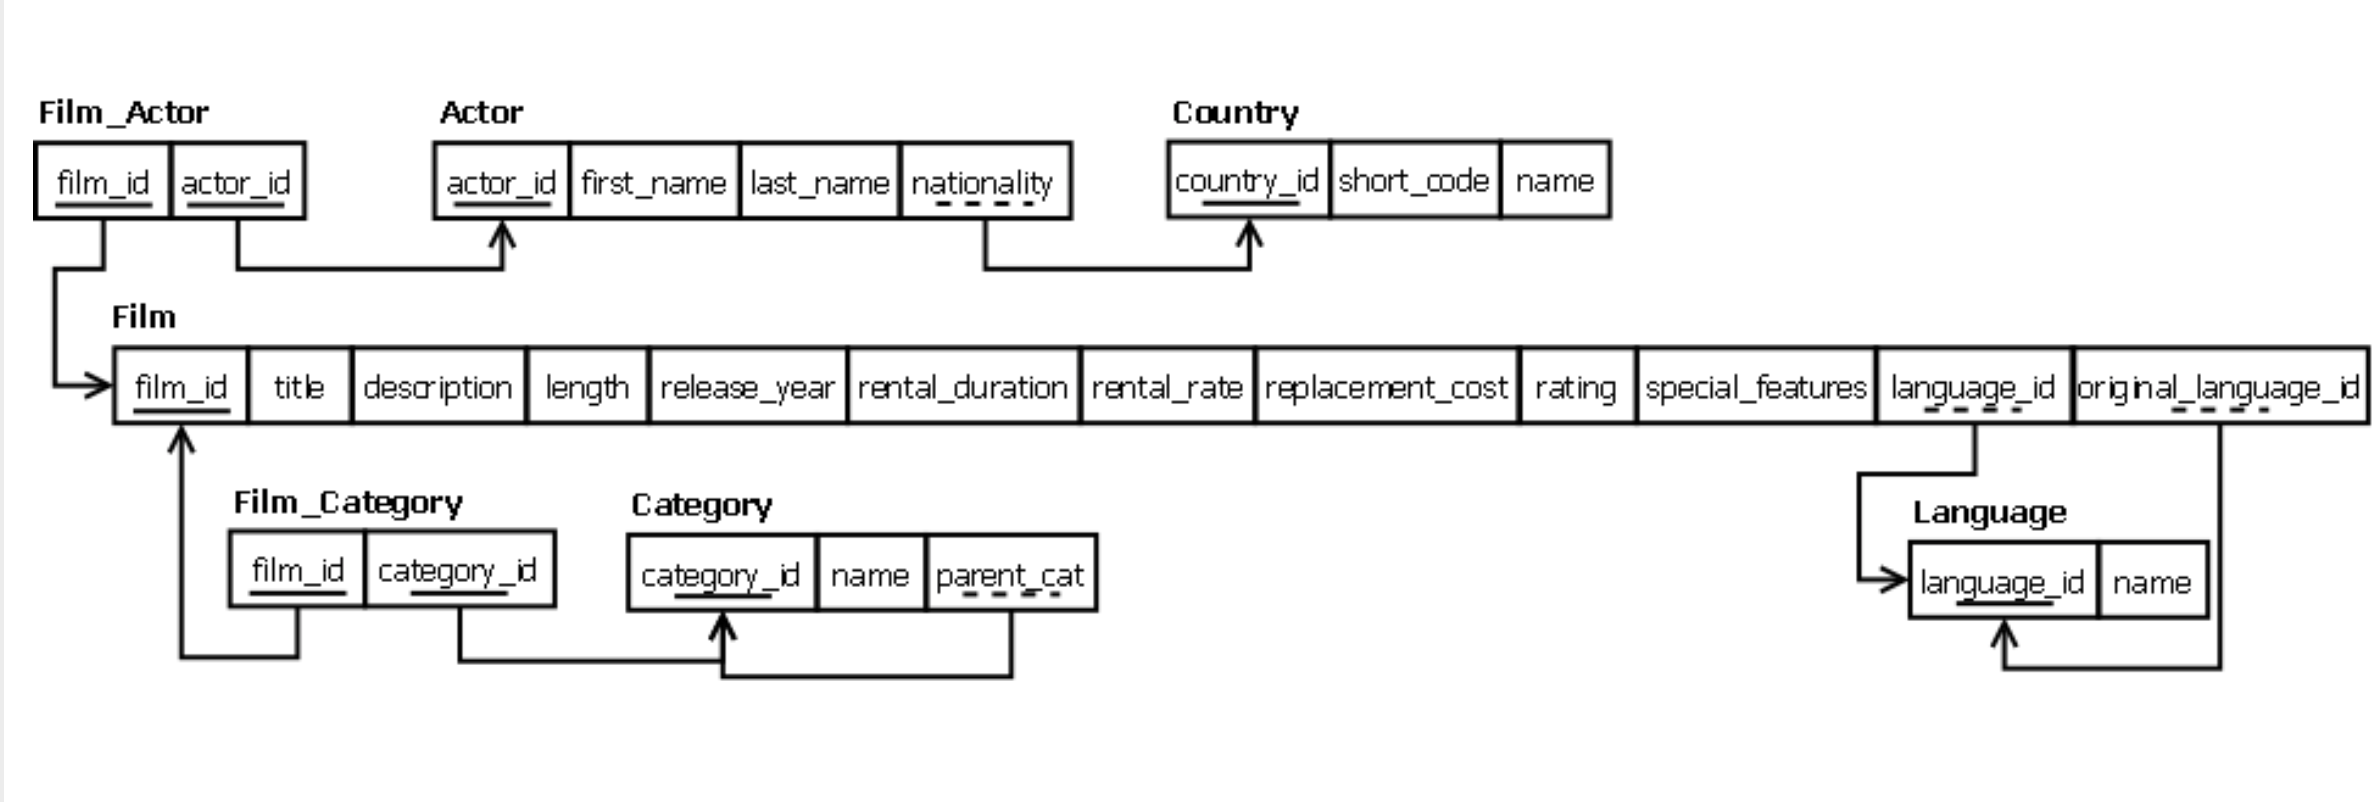 Film_Actor Actor Country
film_id actor_id actor_id first_name last_name nationality country_id short_code name
Film
film_id title description length release_year rental_duration rental_rate replacement_cost rating special_features language_id original_language_id
Film_Category Category Language
film_id category_id category_id name parent_cat language_id name